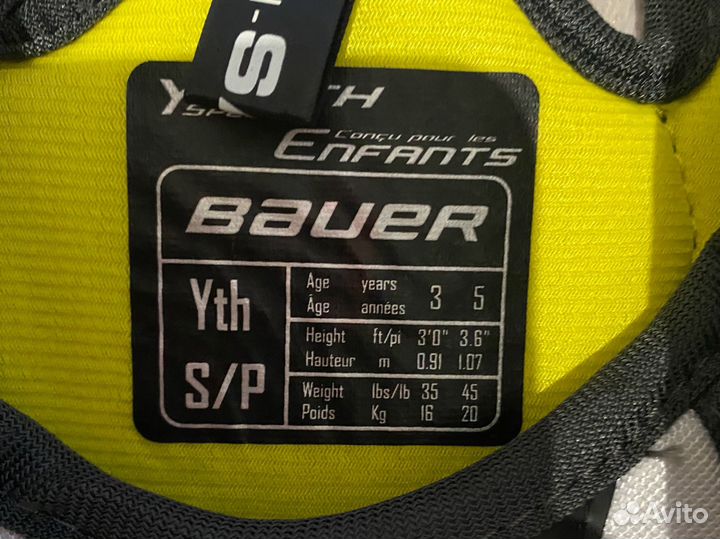 S-
TH
Conçu pour les
Enfants
BAUER
Yth
S/P
Age years 3 5
Âge années
Height ft/pi 3'0" 3.6"
Hauteur m 0.91 1.07
Weight lbs/lb 35 45
Poids Kg 16 20
Avito